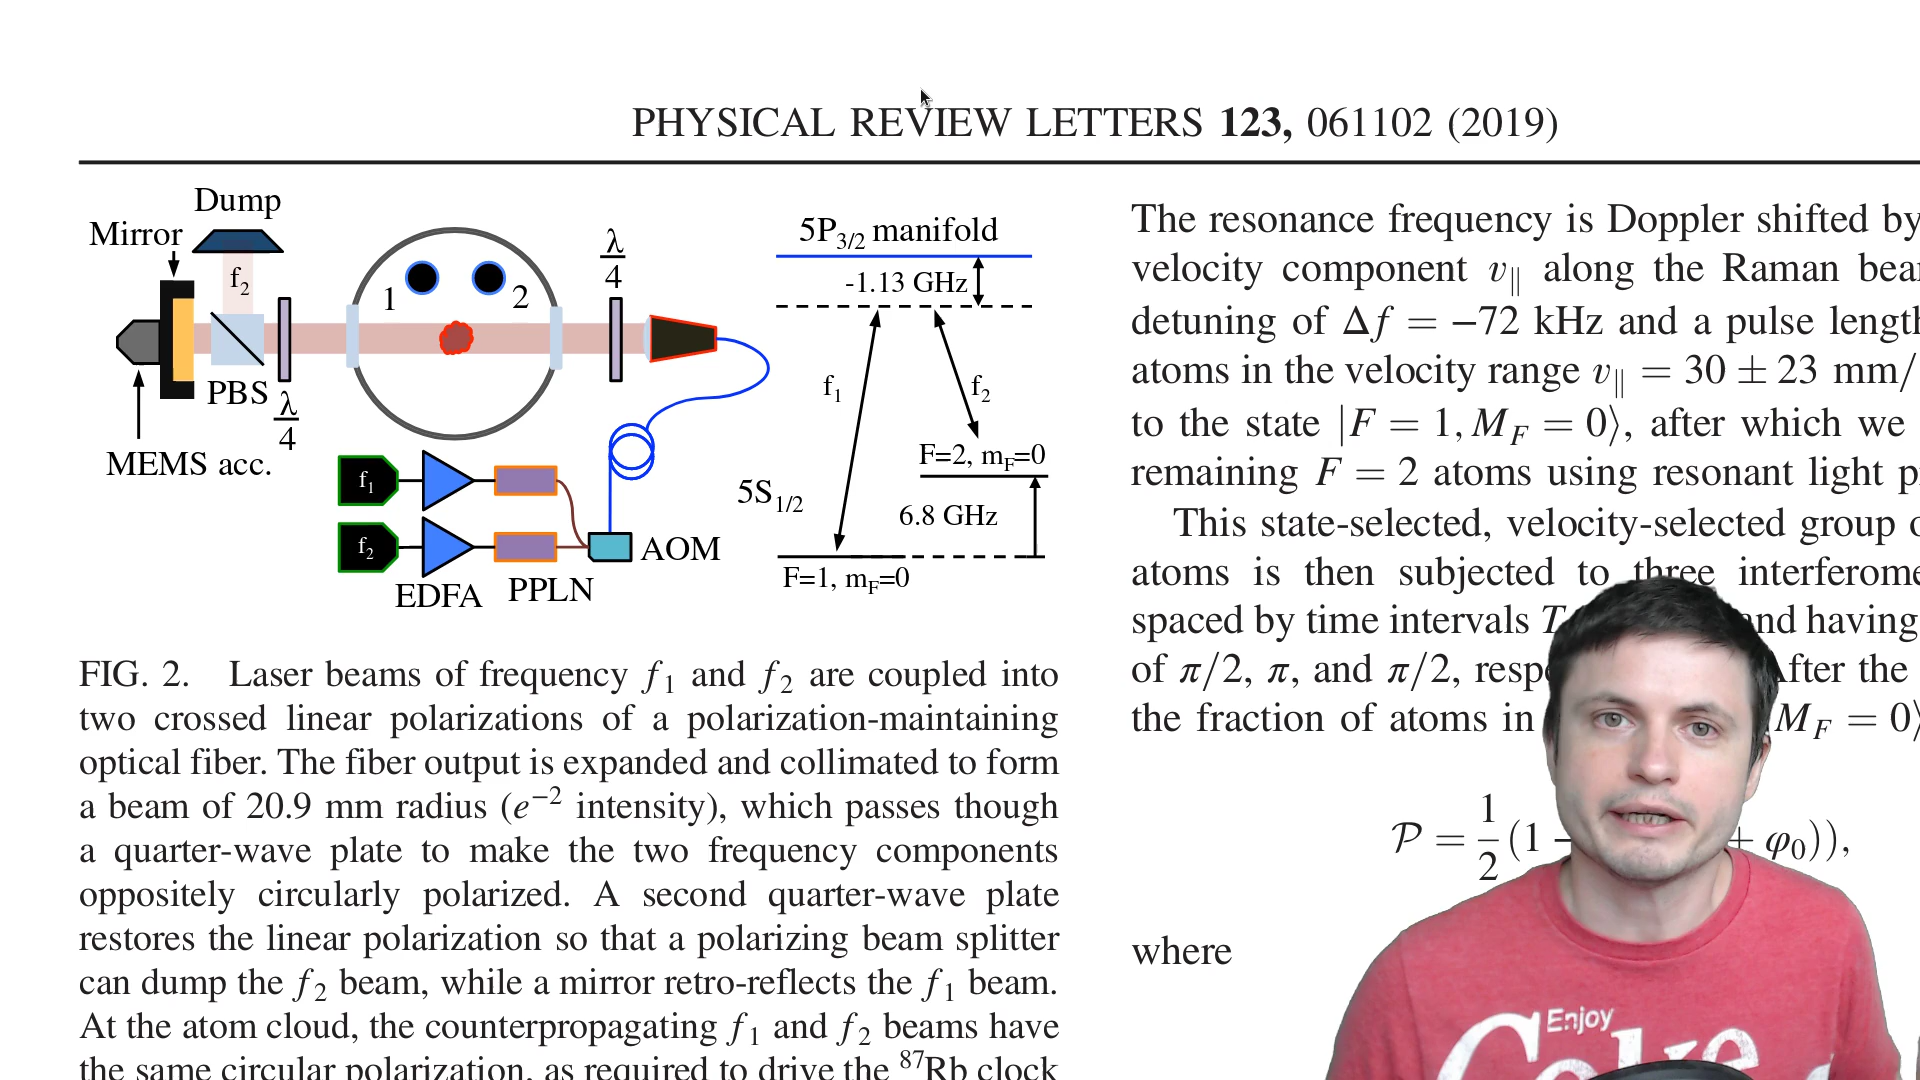 PHYSICAL REVIEW LETTERS 123, 061102 (2019)
Dump
Mirror
f2
1
2
λ
4
PBS
λ
4
MEMS acc.
f1
f2
EDFA
PPLN
AOM
5P3/2 manifold
-1.13 GHz
f1
f2
F=2, mF=0
5S1/2
6.8 GHz
F=1, mF=0
FIG. 2. Laser beams of frequency f1 and f2 are coupled into
two crossed linear polarizations of a polarization-maintaining
optical fiber. The fiber output is expanded and collimated to form
a beam of 20.9 mm radius (e−2 intensity), which passes though
a quarter-wave plate to make the two frequency components
oppositely circularly polarized. A second quarter-wave plate
restores the linear polarization so that a polarizing beam splitter
can dump the f2 beam, while a mirror retro-reflects the f1 beam.
At the atom cloud, the counterpropagating f1 and f2 beams have
the same circular polarization, as required to drive the 87Rb clock
The resonance frequency is Doppler shifted by
velocity component v∥ along the Raman
detuning of Δf = −72 kHz and a pulse
atoms in the velocity range v∥ = 30 ± 23 mm/
to the state |F = 1, MF = 0⟩, after which we
remaining F = 2 atoms using resonant light
This state-selected, velocity-selected group
atoms is then subjected to three
spaced by time intervals T and having
of π/2, π, and π/2, After the
the fraction of atoms in MF = 0⟩
𝒫 = 1/2 (1 − + φ0)),
where
Enjoy
Coke